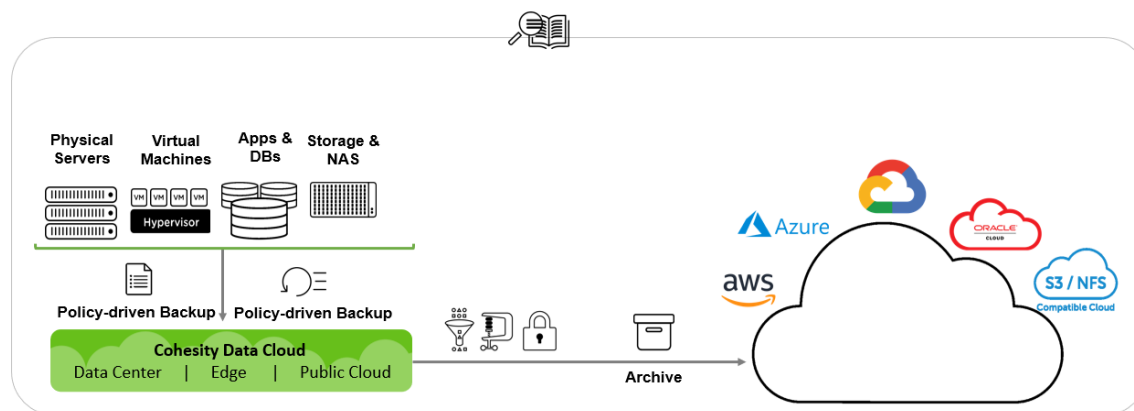 Physical
Servers
Virtual
Machines
Apps &
DBs
Storage &
NAS
VM VM VM VM
Hypervisor
Policy-driven Backup
Policy-driven Backup
Cohesity Data Cloud
Data Center | Edge | Public Cloud
Archive
aws
Azure
ORACLE
CLOUD
S3 / NFS
Compatible Cloud